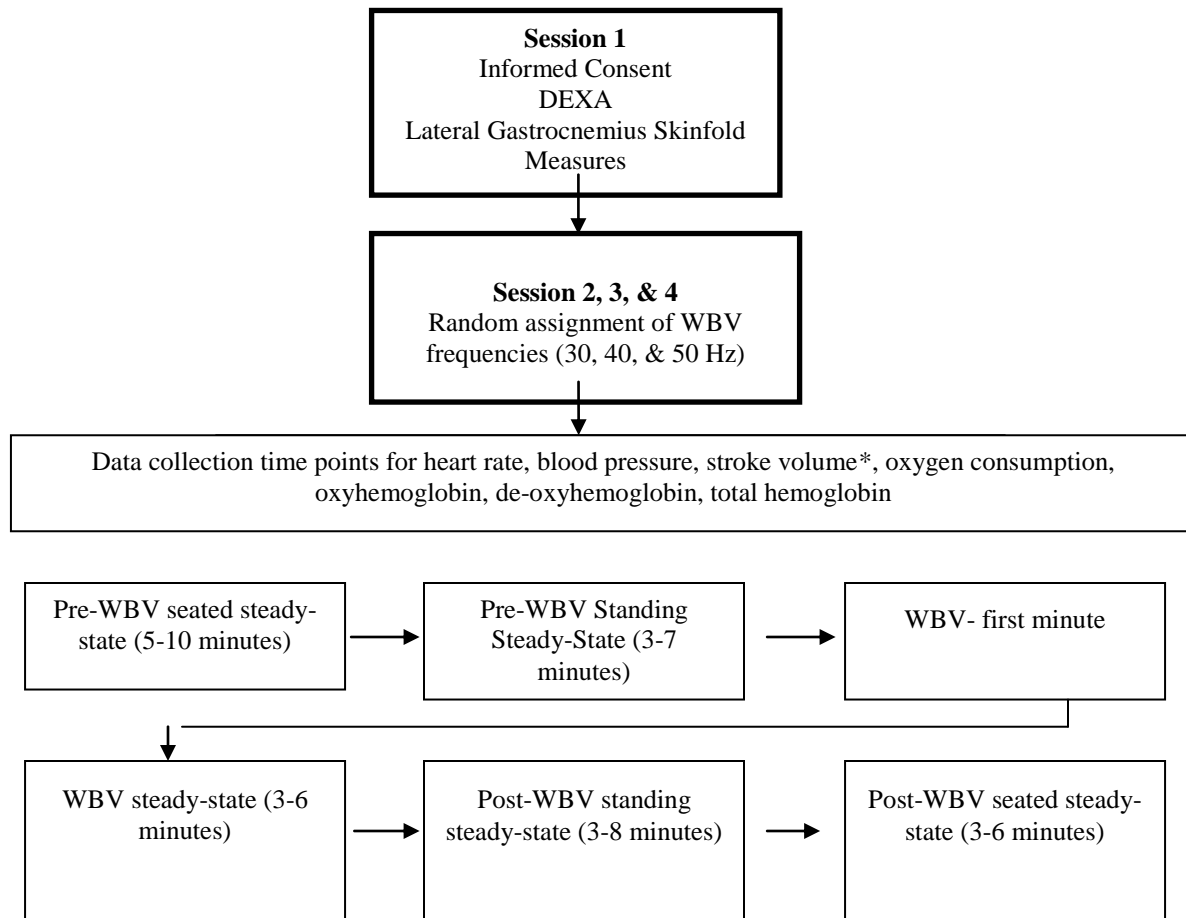 Session 1
Informed Consent
DEXA
Lateral Gastrocnemius Skinfold
Measures
Session 2, 3, & 4
Random assignment of WBV
frequencies (30, 40, & 50 Hz)
Data collection time points for heart rate, blood pressure, stroke volume*, oxygen consumption,
oxyhemoglobin, de-oxyhemoglobin, total hemoglobin
Pre-WBV seated steady-
state (5-10 minutes)
Pre-WBV Standing
Steady-State (3-7
minutes)
WBV- first minute
WBV steady-state (3-6
minutes)
Post-WBV standing
steady-state (3-8 minutes)
Post-WBV seated steady-
state (3-6 minutes)